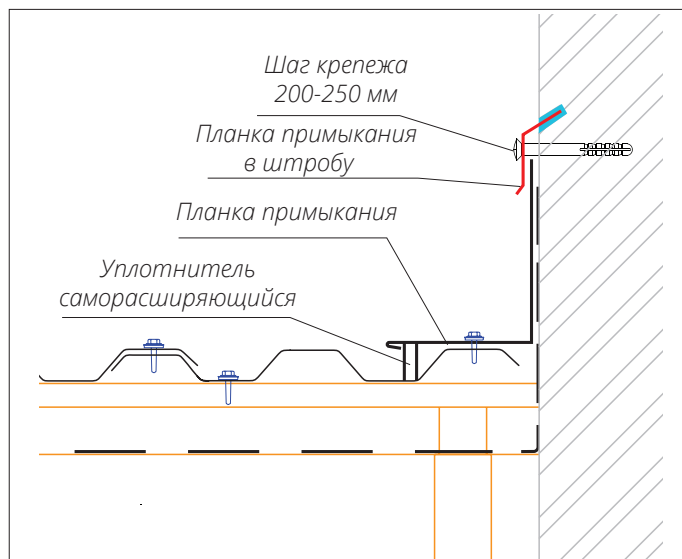 Шаг крепежа
200-250 мм
Планка примыкания
в штробу
Планка примыкания
Уплотнитель
саморасширяющийся